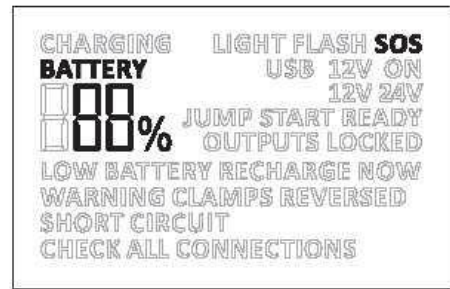 CHARGING LIGHT FLASH SOS
BATTERY USB 12V ON
12V 24V
188% JUMP START READY
OUTPUTS LOCKED
LOW BATTERY RECHARGE NOW
WARNING CLAMPS REVERSED
SHORT CIRCUIT
CHECK ALL CONNECTIONS